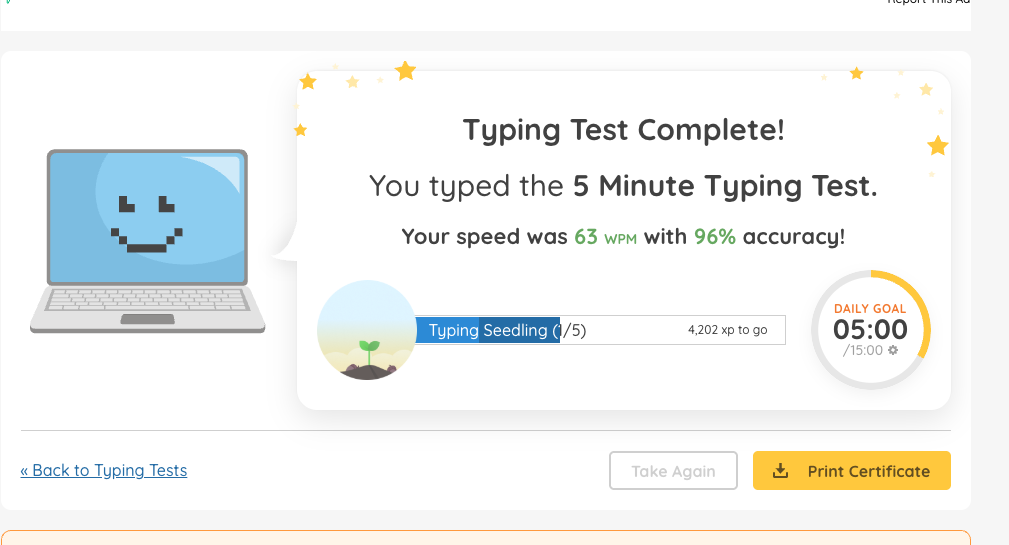 Report This Ad
Typing Test Complete!
You typed the 5 Minute Typing Test.
Your speed was 63 WPM with 96% accuracy!
Typing Seedling (1/5)
4,202 xp to go
DAILY GOAL
05:00
/15:00
« Back to Typing Tests
Take Again
Print Certificate